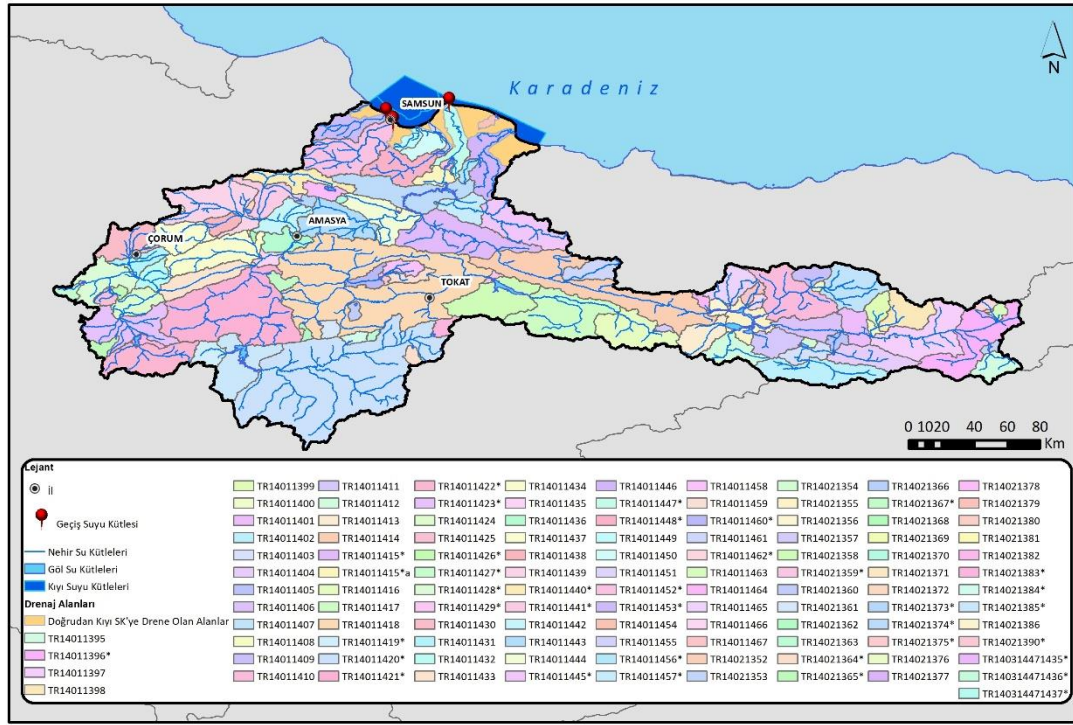 Karadeniz
N
SAMSUN
AMASYA
ÇORUM
TOKAT
0 10 20 40 60 80
Km
Lejant
İl
Geçiş Suyu Kütlesi
Nehir Su Kütleleri
Göl Su Kütleleri
Kıyı Suyu Kütleleri
Drenaj Alanları
Doğrudan Kıyı SK'ye Drene Olan Alanlar
TR14011395
TR14011396*
TR14011397
TR14011398
TR14011399
TR14011400
TR14011401
TR14011402
TR14011403
TR14011404
TR14011405
TR14011406
TR14011407
TR14011408
TR14011409
TR14011410
TR14011411
TR14011412
TR14011413
TR14011414
TR14011415*
TR14011415*a
TR14011416
TR14011417
TR14011418
TR14011419*
TR14011420*
TR14011421*
TR14011422*
TR14011423*
TR14011424
TR14011425
TR14011426*
TR14011427*
TR14011428*
TR14011429*
TR14011430
TR14011431
TR14011432
TR14011433
TR14011434
TR14011435
TR14011436
TR14011437
TR14011438
TR14011439
TR14011440*
TR14011441*
TR14011442
TR14011443
TR14011444
TR14011445*
TR14011446
TR14011447*
TR14011448*
TR14011449
TR14011450
TR14011451
TR14011452*
TR14011453*
TR14011454
TR14011455
TR14011456*
TR14011457*
TR14011458
TR14011459
TR14011460*
TR14011461
TR14011462*
TR14011463
TR14011464
TR14011465
TR14011466
TR14011467
TR14021352
TR14021353
TR14021354
TR14021355
TR14021356
TR14021357
TR14021358
TR14021359*
TR14021360
TR14021361
TR14021362
TR14021363
TR14021364*
TR14021365*
TR14021366
TR14021367*
TR14021368
TR14021369
TR14021370
TR14021371
TR14021372
TR14021373*
TR14021374*
TR14021375*
TR14021376
TR14021377
TR14021378
TR14021379
TR14021380
TR14021381
TR14021382
TR14021383*
TR14021384*
TR14021385*
TR14021386
TR14021390*
TR140314471435*
TR140314471436*
TR140314471437*